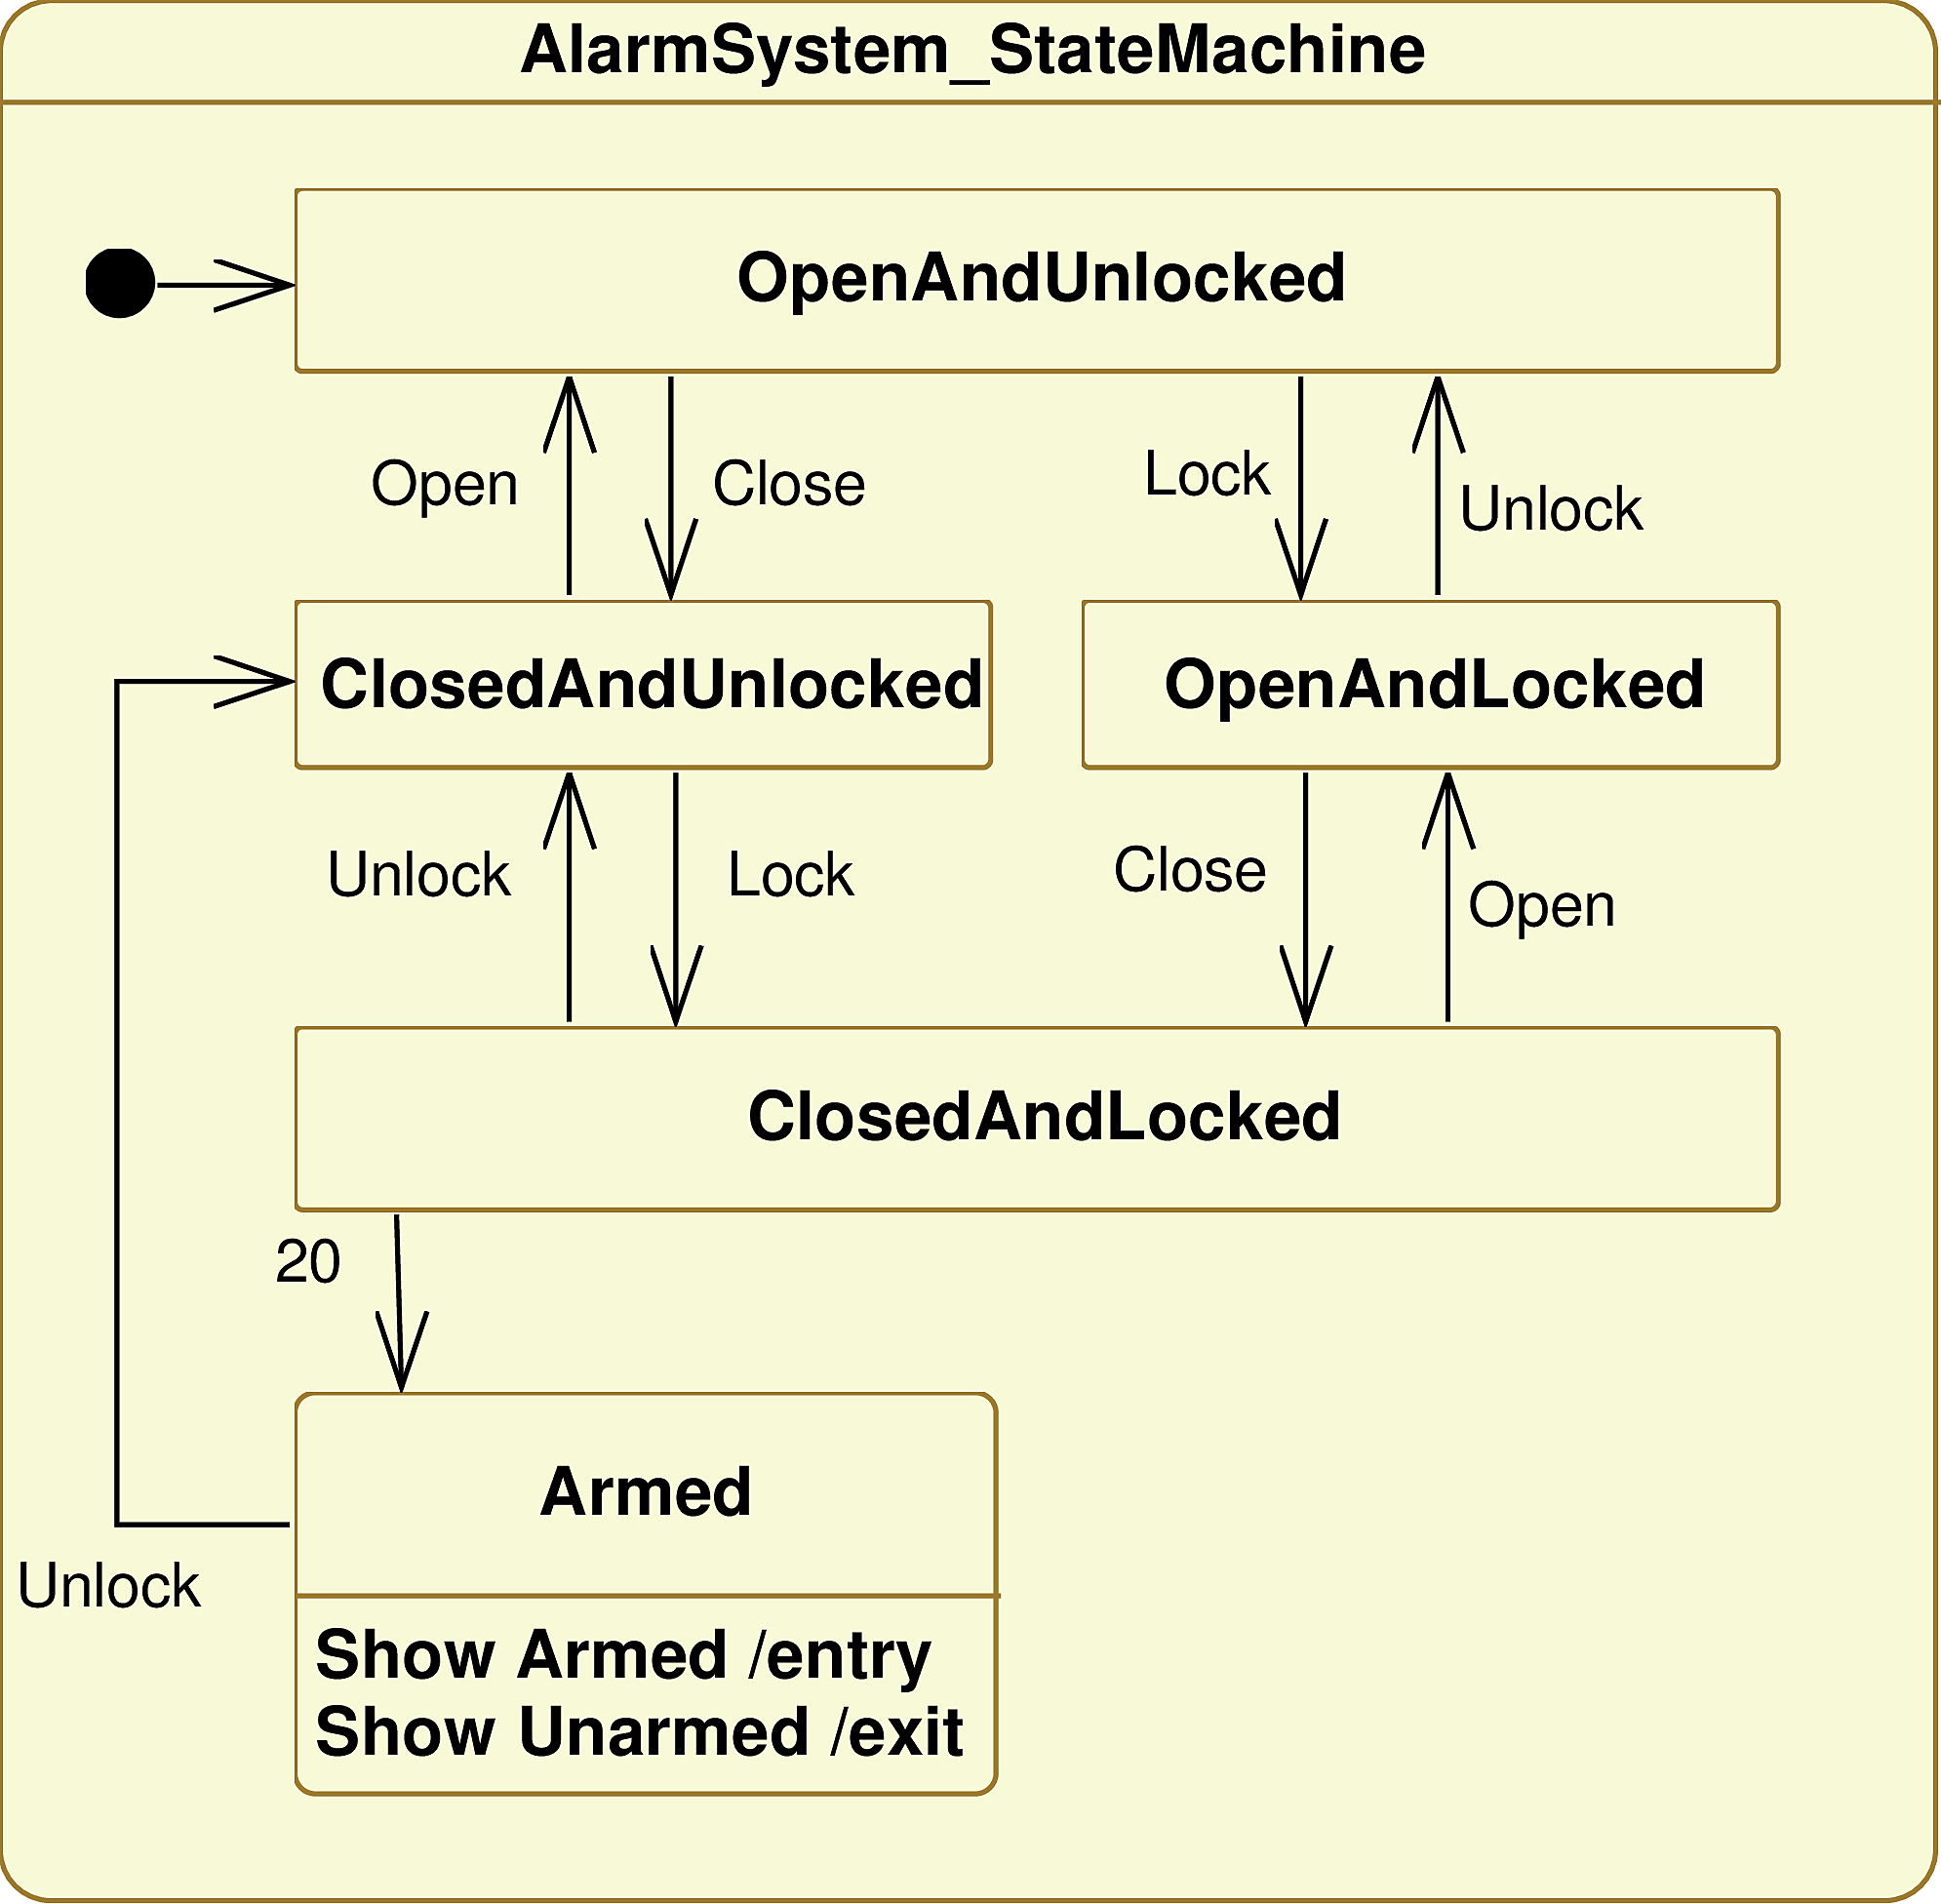 AlarmSystem_StateMachine
OpenAndUnlocked
Open
Close
Lock
Unlock
ClosedAndUnlocked
OpenAndLocked
Unlock
Lock
Close
Open
ClosedAndLocked
20
Armed
Unlock
Show Armed /entry
Show Unarmed /exit